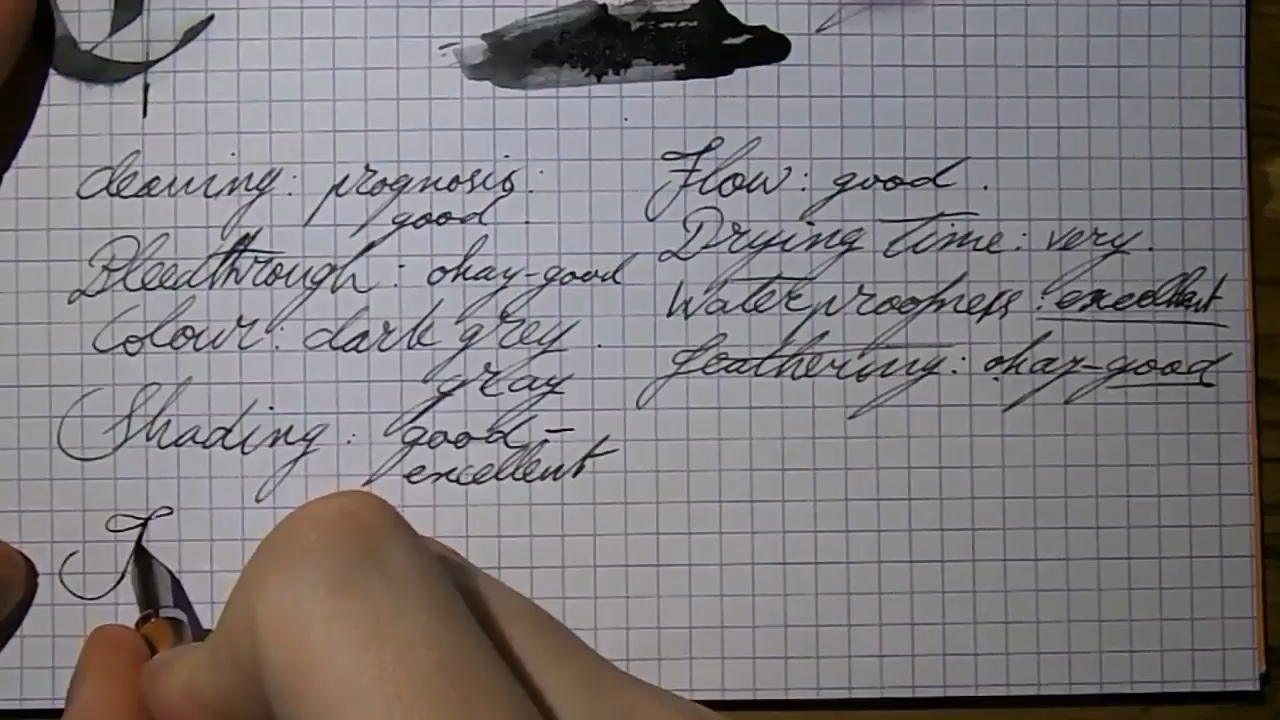 Cleaning: prognosis:
good.
Bleedthrough: okay-good
Colour: dark grey.
gray
Shading: good-
excellent
T
Flow: good.
Drying Time: very.
Waterproofness: excellent
feathering: okay-good